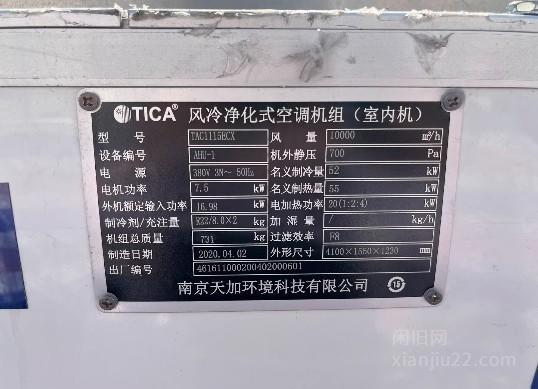 TICA® 风冷净化式空调机组（室内机）
型号 TAC1115ECX 风量 10000 m³/h
设备编号 AHU-1 机外静压 700 Pa
电源 380V 3N～ 50Hz 名义制冷量 52 kW
电机功率 7.5 kW 名义制热量 55 kW
外机额定输入功率 16.98 kW 电加热功率 20(1:2:4) kW
制冷剂/充注量 R22/8.0×2 kg 加湿量 / kg/h
机组总质量 731 kg 过滤效率 F8
制造日期 2020.04.02 外形尺寸 4100×1550×1230 mm
出厂编号 461611000200402000601
南京天加环境科技有限公司 15
闲旧网
xianjiu22.com